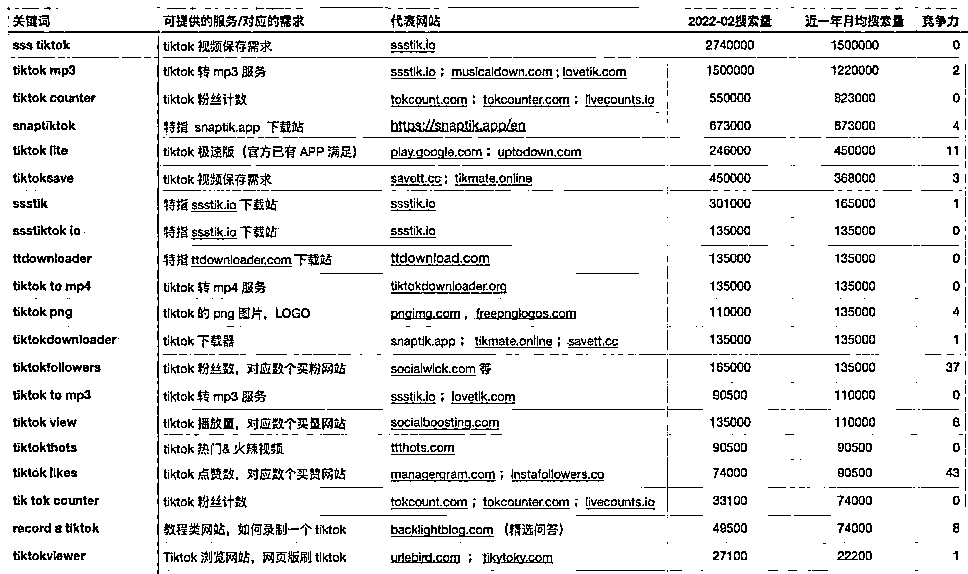 关键词 可提供的服务/对应的需求 代表网站 2022-02搜索量 近一年月均搜索量 竞争力
sss tiktok tiktok 视频保存需求 ssstik.io 2740000 1500000 0
tiktok mp3 tiktok 转 mp3 服务 ssstik.io； musicaldown.com；lovetik.com 1500000 1220000 2
tiktok counter tiktok 粉丝计数 tokcount.com； tokcounter.com； livecounts.io 550000 823000 0
snaptiktok 特指 snaptik.app 下载站 https://snaptik.app/en 673000 673000 4
tiktok lite tiktok 极速版（官方已有 APP 满足） play.google.com； uptodown.com 246000 450000 11
tiktoksave tiktok 视频保存需求 savett.cc； tikmate.online 450000 368000 3
ssstik 特指 ssstik.io 下载站 ssstik.io 301000 165000 1
ssstiktok io 特指 ssstik.io 下载站 ssstik.io 135000 135000 0
ttdownloader 特指 ttdownloader.com 下载站 ttdownload.com 135000 135000 0
tiktok to mp4 tiktok 转 mp4 服务 tiktokdownloader.org 135000 135000 0
tiktok png tiktok 的 png 图片，LOGO pngimg.com ，freepnglogos.com 110000 135000 4
tiktokdownloader tiktok 下载器 snaptik.app； tikmate.online； savett.cc 135000 135000 1
tiktokfollowers tiktok 粉丝数，对应数个买粉网站 socialwick.com 等 165000 135000 37
tiktok to mp3 tiktok 转 mp3 服务 ssstik.io； lovetik.com 90500 110000 0
tiktok view tiktok 播放量，对应数个买量网站 socialboosting.com 135000 110000 6
tiktokthots tiktok 热门& 火辣视频 ttthots.com 90500 90500 0
tiktok likes tiktok 点赞数，对应数个买赞网站 managergram.com； instafollowers.co 74000 90500 43
tik tok counter tiktok 粉丝计数 tokcount.com； tokcounter.com； livecounts.io 33100 74000 0
record a tiktok 教程类网站，如何录制一个 tiktok backlightblog.com （精选问答） 49500 74000 8
tiktokviewer Tiktok 浏览网站，网页版刷 tiktok urlebird.com； tikytoky.com 27100 22200 1